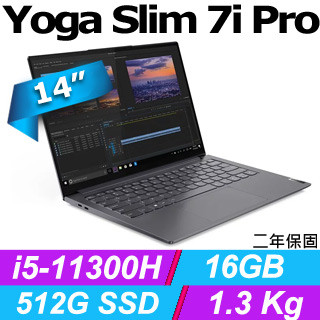 Yoga Slim 7i Pro
14”
二年保固
i5-11300H
16GB
512G SSD
1.3 Kg